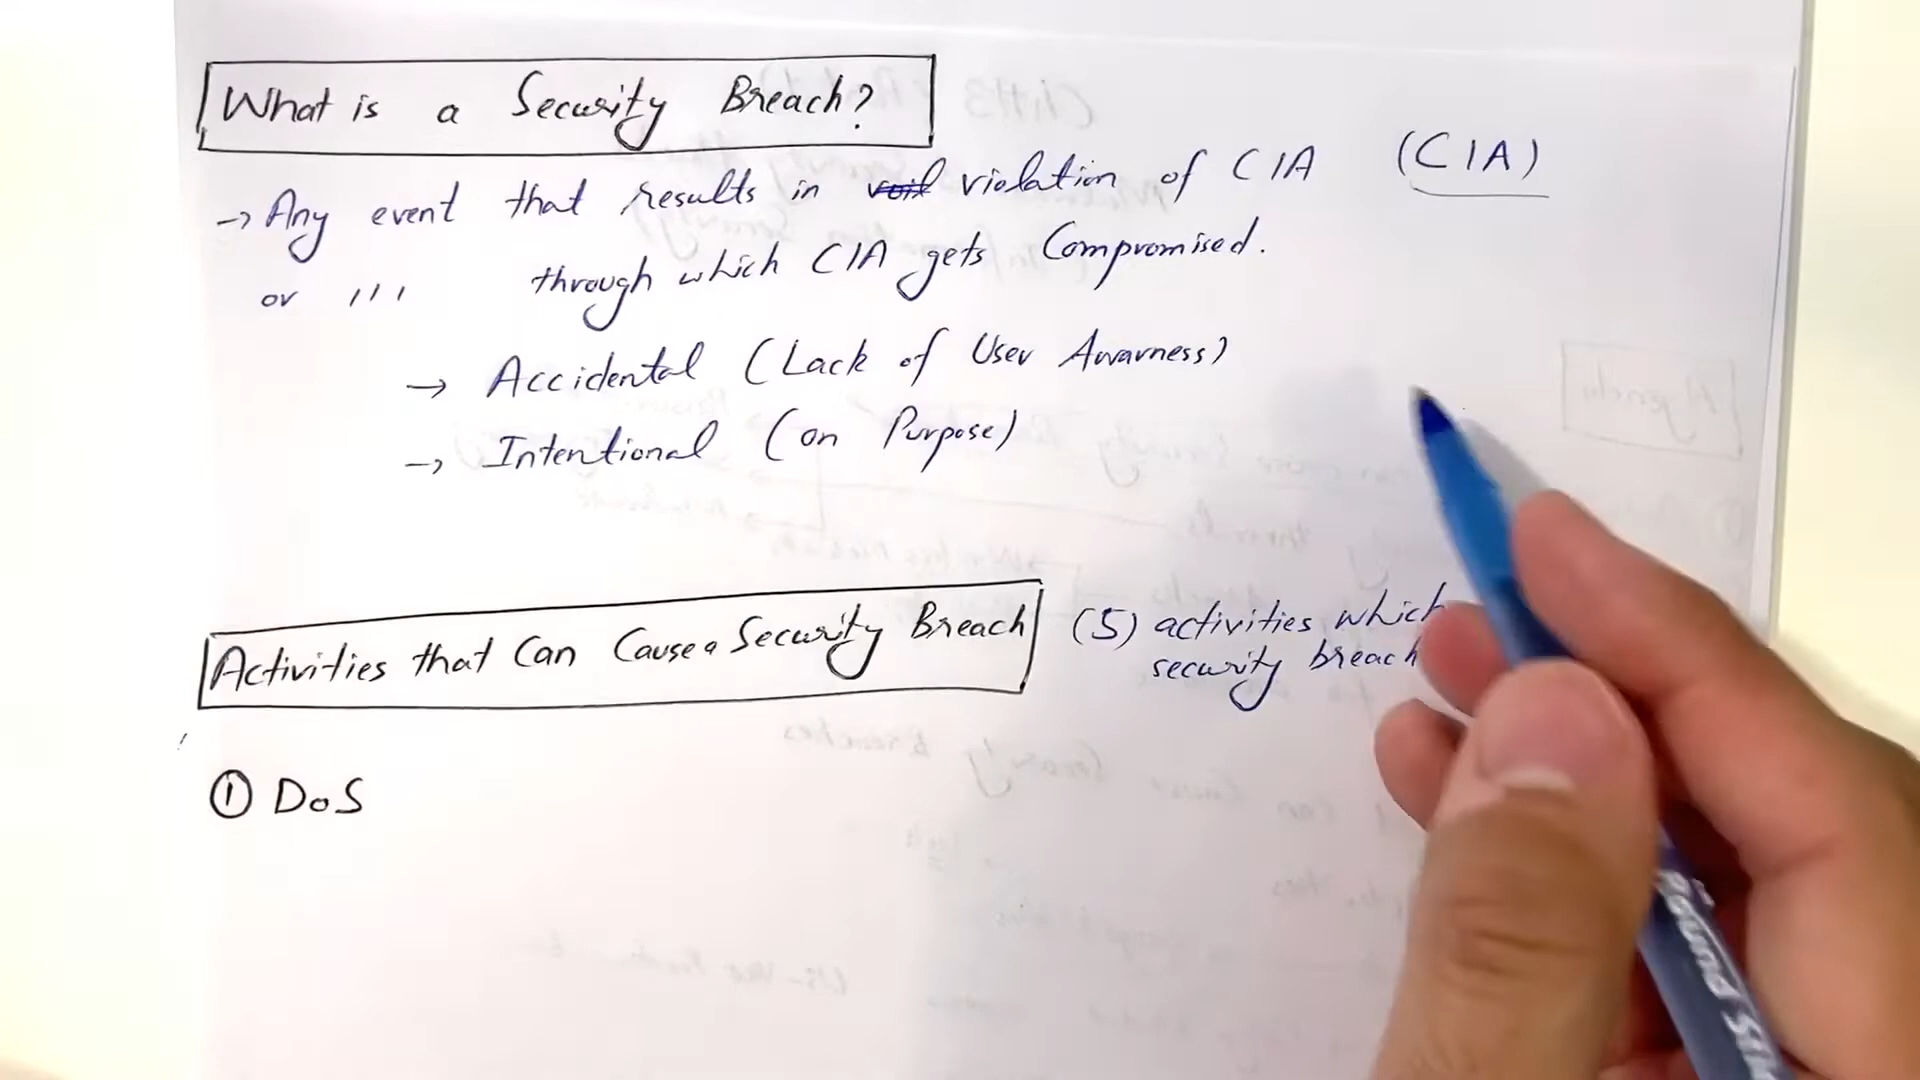 What is a Security Breach?
(CIA)
→ Any event that results in violation of CIA
or through which CIA gets Compromised.
→ Accidental (Lack of User Awarness)
→ Intentional (on Purpose)
Activities that Can Cause a Security Breach
(5) activities which
security breach
① DoS